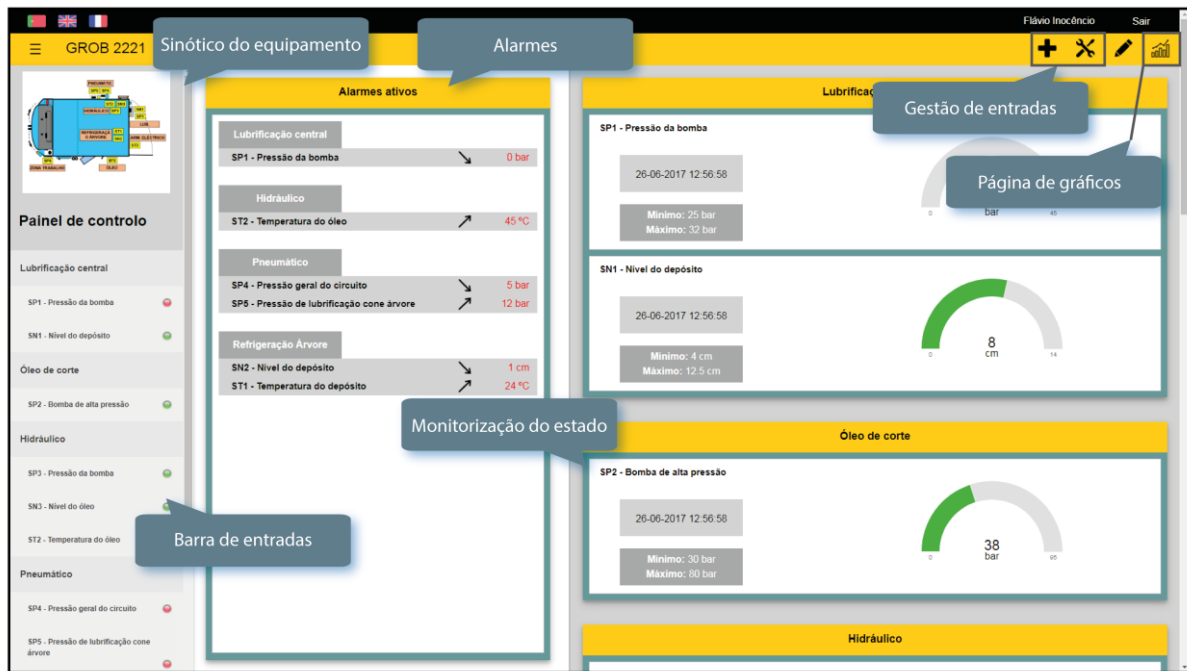 Flávio Inocêncio
Sair
GROB 2221
Sinótico do equipamento
Alarmes
Gestão de entradas
Página de gráficos
PNEUMATIC
ÓLEO
Painel de controlo
Lubrificação central
SP1 - Pressão da bomba
SN1 - Nível do depósito
Óleo de corte
SP2 - Bomba de alta pressão
Hidráulico
SP3 - Pressão da bomba
SN3 - Nível do óleo
ST2 - Temperatura do óleo
Barra de entradas
Pneumático
SP4 - Pressão geral do circuito
SP5 - Pressão de lubrificação cone
árvore
Alarmes ativos
Lubrificação central
SP1 - Pressão da bomba 0 bar
Hidráulico
ST2 - Temperatura do óleo 45 ºC
Pneumático
SP4 - Pressão geral do circuito 5 bar
SP5 - Pressão de lubrificação cone árvore 12 bar
Refrigeração Árvore
SN2 - Nível do depósito 1 cm
ST1 - Temperatura do depósito 24 ºC
Monitorização do estado
SP1 - Pressão da bomba
26-06-2017 12:56:58
Mínimo: 25 bar
Máximo: 32 bar
0
bar
45
SN1 - Nível do depósito
26-06-2017 12:56:58
Mínimo: 4 cm
Máximo: 12.5 cm
8
cm
0
14
Óleo de corte
SP2 - Bomba de alta pressão
26-06-2017 12:56:58
Mínimo: 30 bar
Máximo: 80 bar
38
bar
0
95
Hidráulico